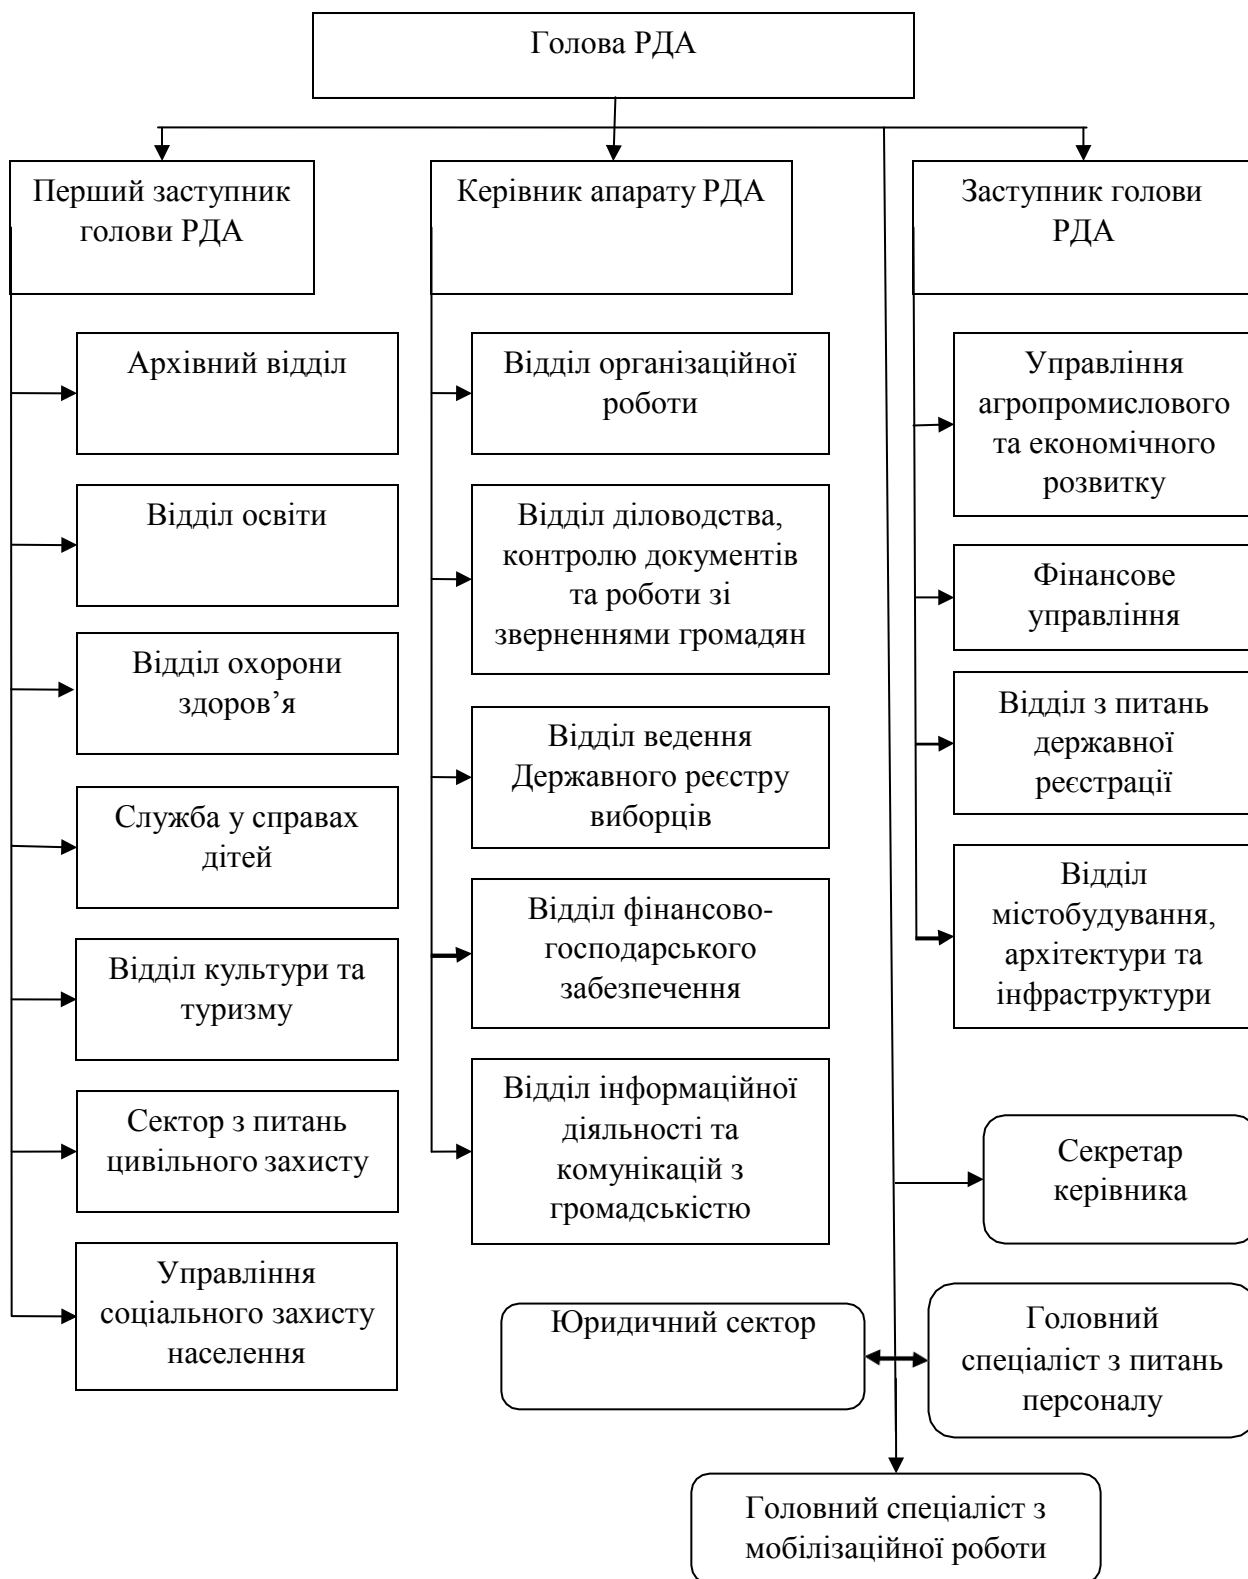 Голова РДА
Перший заступник
голови РДА
Керівник апарату РДА
Заступник голови
РДА
Архівний відділ
Відділ освіти
Відділ охорони
здоров’я
Служба у справах
дітей
Відділ культури та
туризму
Сектор з питань
цивільного захисту
Управління
соціального захисту
населення
Відділ організаційної
роботи
Відділ діловодства,
контролю документів
та роботи зі
зверненнями громадян
Відділ ведення
Державного реєстру
виборців
Відділ фінансово-
господарського
забезпечення
Відділ інформаційної
діяльності та
комунікацій з
громадськістю
Управління
агропромислового
та економічного
розвитку
Фінансове
управління
Відділ з питань
державної
реєстрації
Відділ
містобудування,
архітектури та
інфраструктури
Секретар
керівника
Юридичний сектор
Головний
спеціаліст з питань
персоналу
Головний спеціаліст з
мобілізаційної роботи